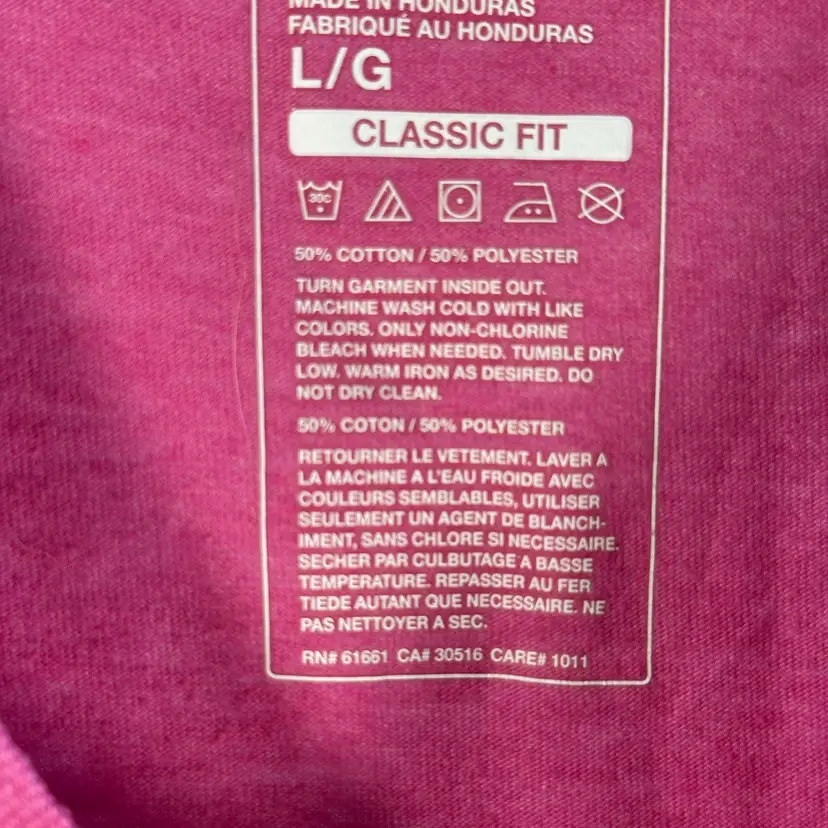 MADE IN HONDURAS
FABRIQUÉ AU HONDURAS
L/G
CLASSIC FIT
30C
50% COTTON / 50% POLYESTER
TURN GARMENT INSIDE OUT.
MACHINE WASH COLD WITH LIKE
COLORS. ONLY NON-CHLORINE
BLEACH WHEN NEEDED. TUMBLE DRY
LOW. WARM IRON AS DESIRED. DO
NOT DRY CLEAN.
50% COTON / 50% POLYESTER
RETOURNER LE VETEMENT. LAVER A
LA MACHINE A L'EAU FROIDE AVEC
COULEURS SEMBLABLES, UTILISER
SEULEMENT UN AGENT DE BLANCH-
IMENT, SANS CHLORE SI NECESSAIRE.
SECHER PAR CULBUTAGE A BASSE
TEMPERATURE. REPASSER AU FER
TIEDE AUTANT QUE NECESSAIRE. NE
PAS NETTOYER A SEC.
RN# 61661 CA# 30516 CARE# 1011